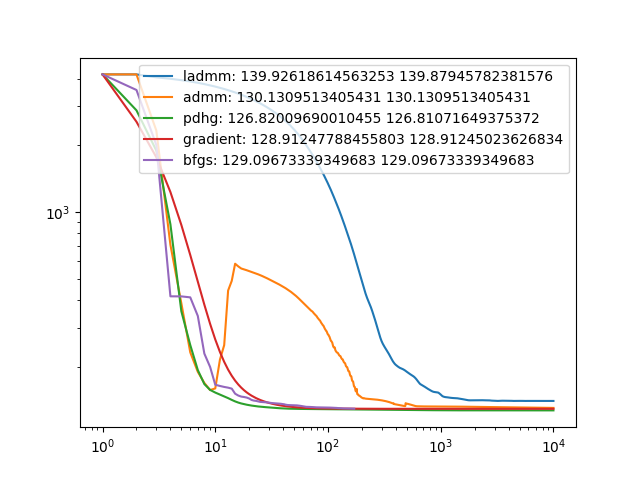 ladmm: 139.92618614563253 139.87945782381576
admm: 130.1309513405431 130.1309513405431
pdhg: 126.82009690010455 126.81071649375372
gradient: 128.91247788455803 128.91245023626834
bfgs: 129.09673339349683 129.09673339349683
10³
10⁰ 10¹ 10² 10³ 10⁴